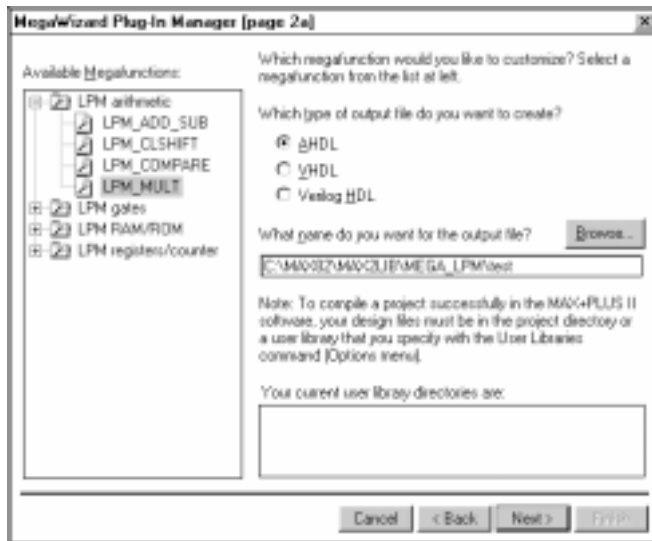 MegaWizard Plug-In Manager [page 2a]
Available Megafunctions:
LPM arithmetic
LPM_ADD_SUB
LPM_CLSHIFT
LPM_COMPARE
LPM_MULT
LPM gates
LPM RAM/ROM
LPM registers/counter
Which megafunction would you like to customize? Select a
megafunction from the list at left.
Which type of output file do you want to create?
AHDL
VHDL
Verilog HDL
What name do you want for the output file?
Browse...
Note: To compile a project successfully in the MAX+PLUS II
software, your design files must be in the project directory or
a user library that you specify with the User Libraries
command (Options menu).
Your current user library directories are:
Cancel
< Back
Next >
Finish